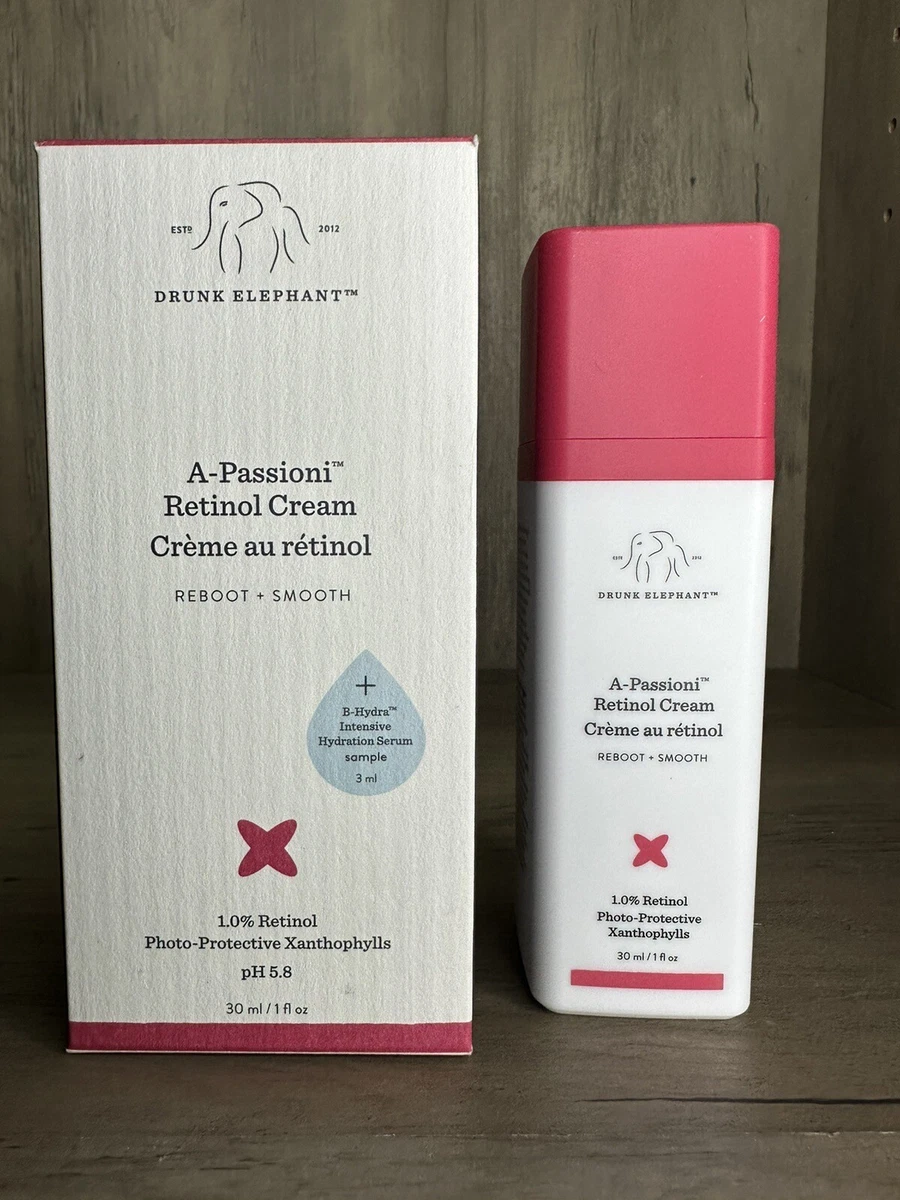 ESTD 2012
DRUNK ELEPHANT™
A-Passioni™
Retinol Cream
Crème au rétinol
REBOOT + SMOOTH
+
B-Hydra™
Intensive
Hydration Serum
sample
3 ml
1.0% Retinol
Photo-Protective Xanthophylls
pH 5.8
30 ml / 1 fl oz
ESTD 2012
DRUNK ELEPHANT™
A-Passioni™
Retinol Cream
Crème au rétinol
REBOOT + SMOOTH
1.0% Retinol
Photo-Protective
Xanthophylls
30 ml / 1 fl oz